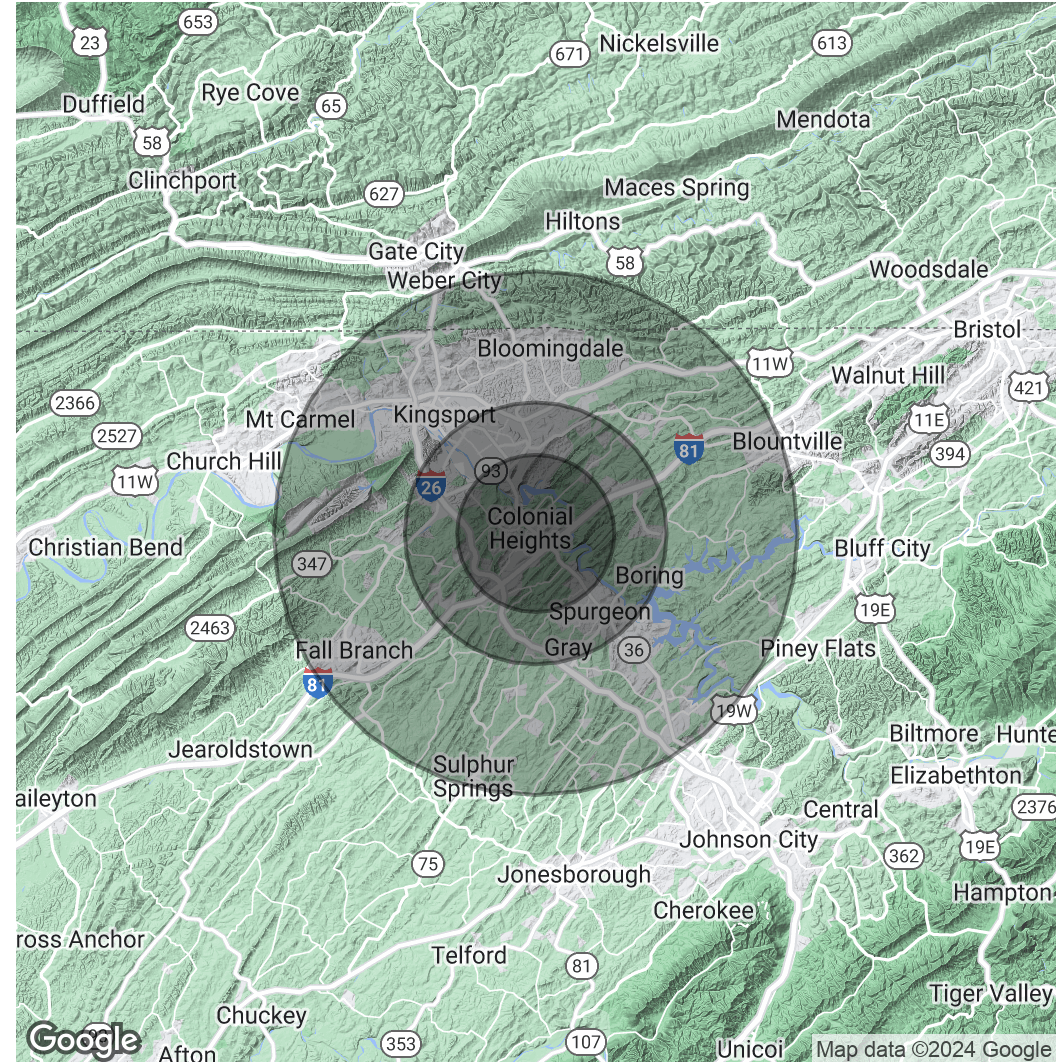 653
23
Nickelsville
613
671
Rye Cove
Duffield
65
58
Mendota
Clinchport
627
Maces Spring
Hiltons
Gate City
58
Weber City
Woodsdale
Bristol
Bloomingdale
11W
Walnut Hill
421
2366
Mt Carmel
Kingsport
11E
2527
Blountville
81
394
Church Hill
93
11W
26
Colonial
Heights
Christian Bend
Bluff City
347
Boring
19E
Spurgeon
2463
Fall Branch
Gray
36
Piney Flats
81
19W
Jearoldstown
Biltmore
Hunte
Sulphur
Springs
Elizabethton
aileyton
Central
2376
Johnson City
19E
75
362
Jonesborough
Hampton
Cherokee
ross Anchor
Telford
81
Tiger Valley
Chuckey
Google
353
107
Unicoi
Map data ©2024 Google
Afton